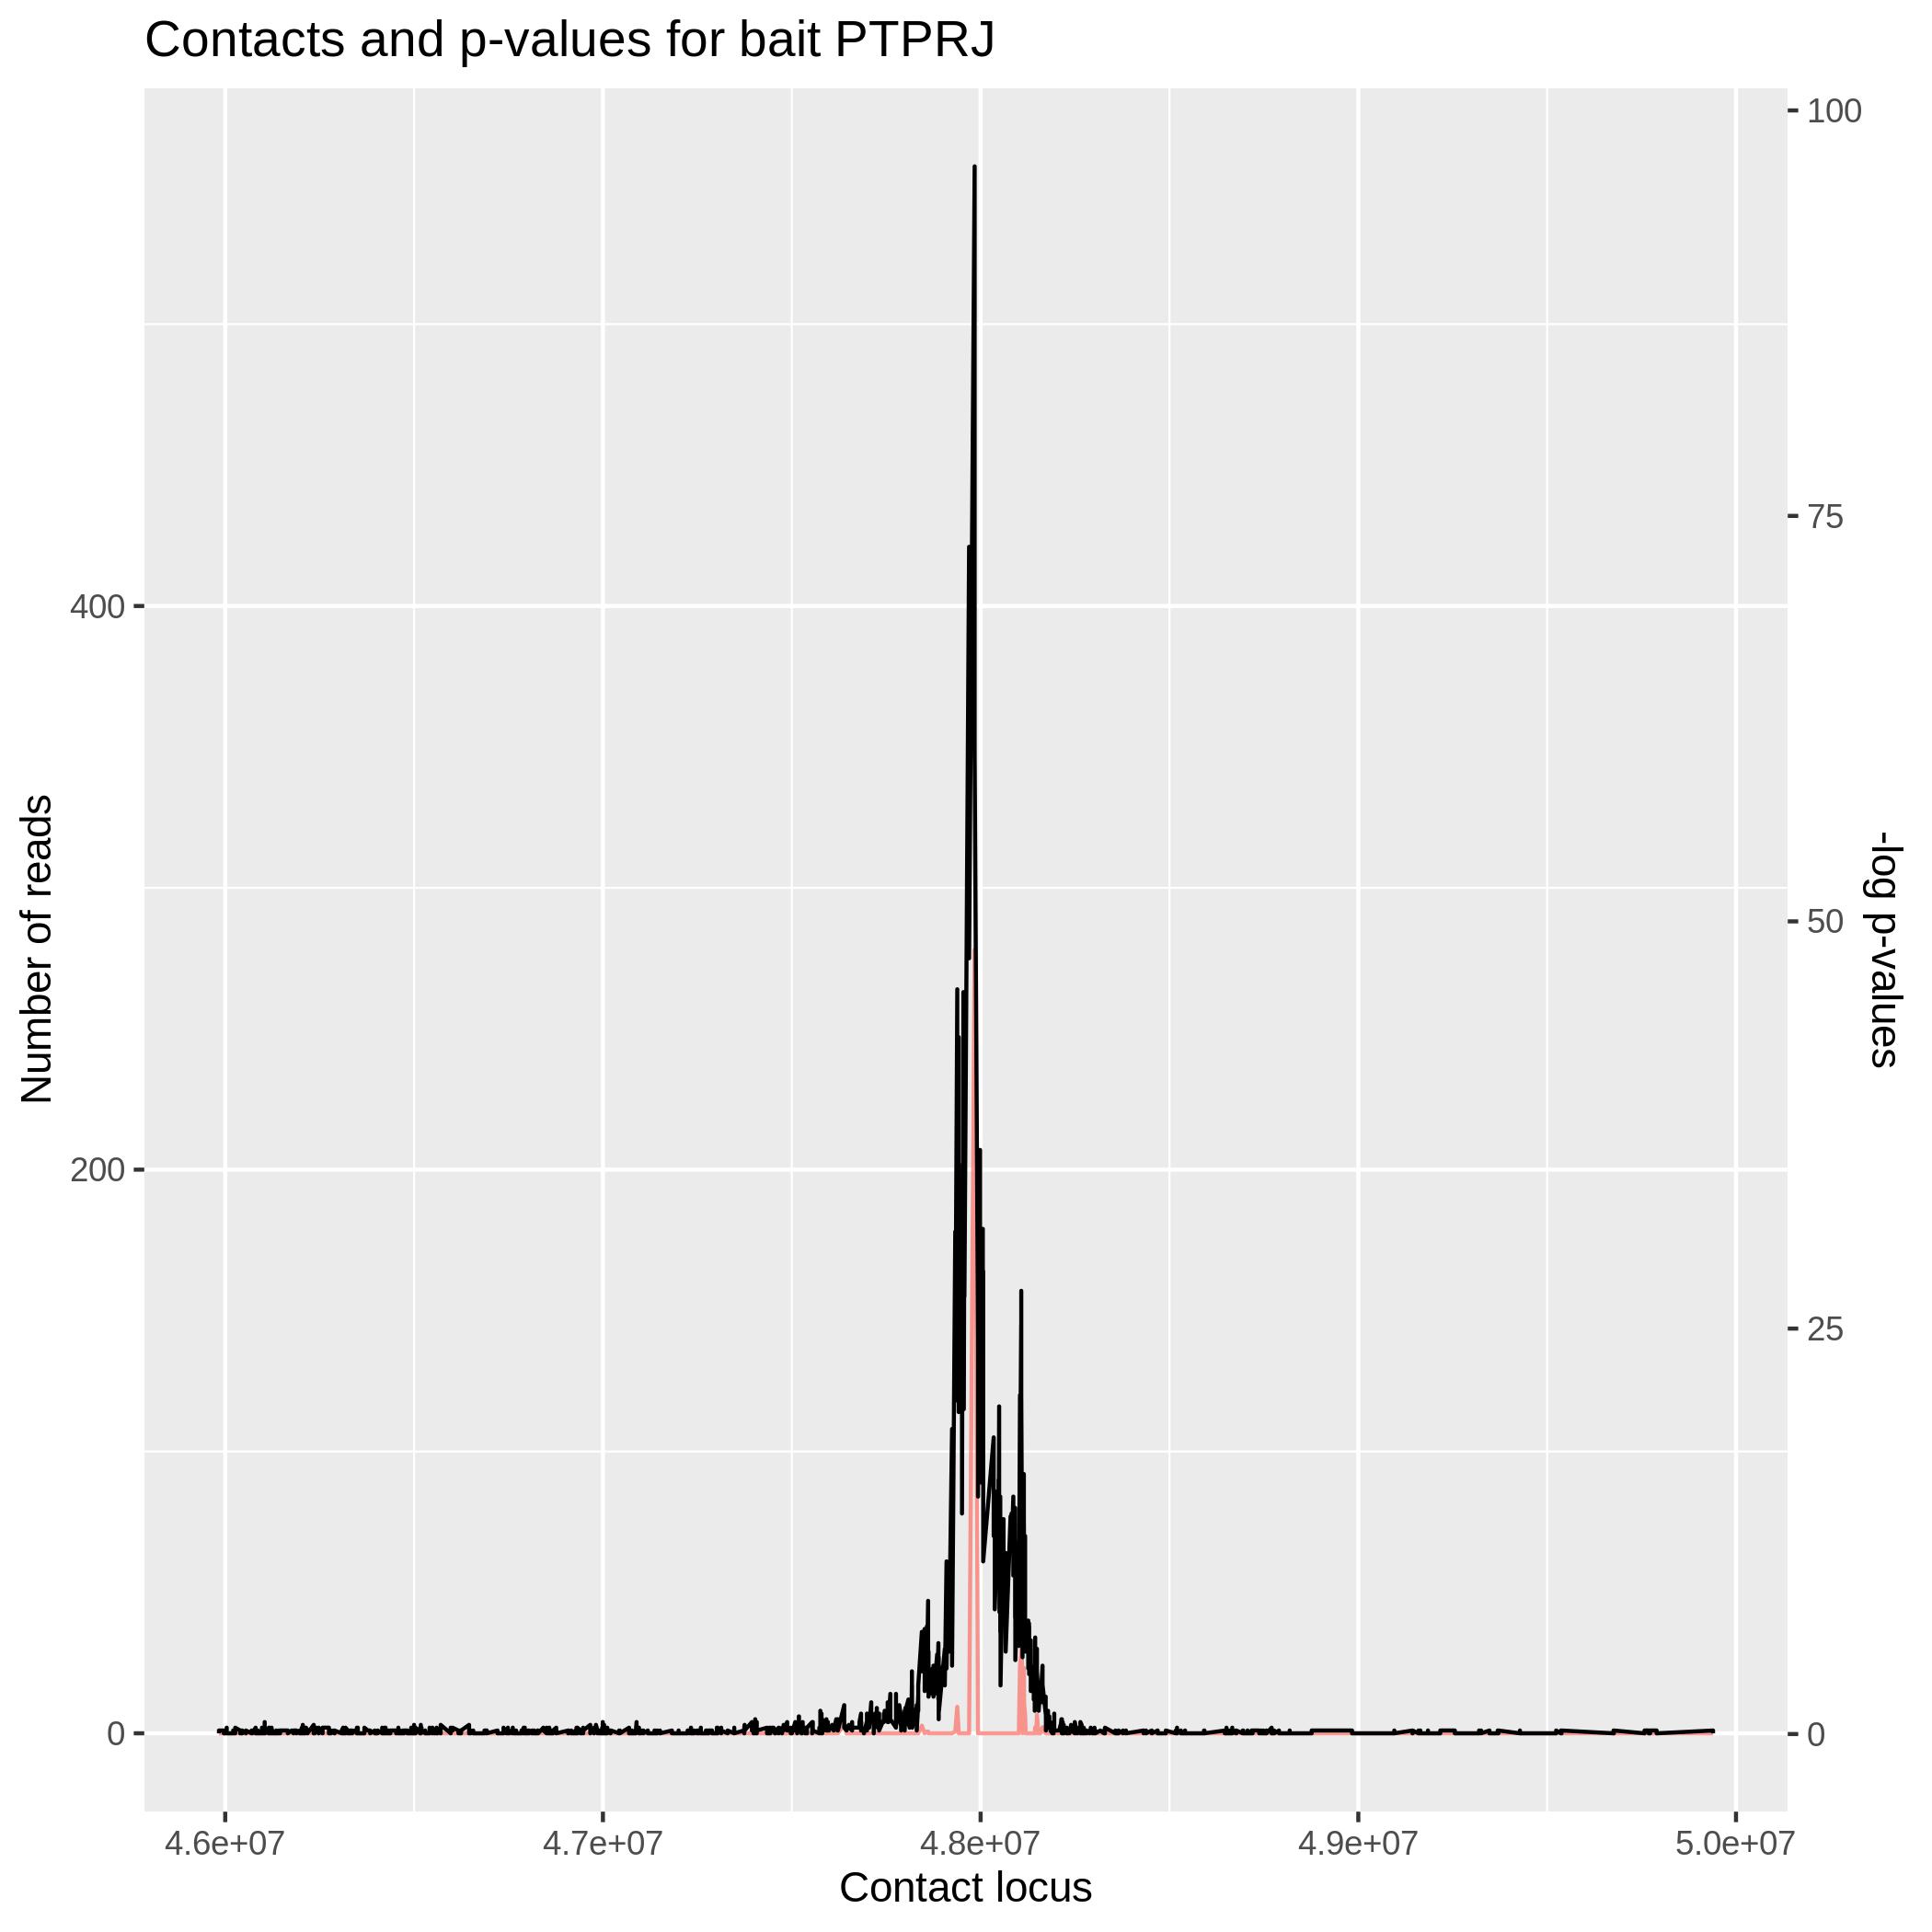 Contacts and p-values for bait PTPRJ
Number of reads
400
200
0
100
75
50
25
0
-log p-values
4.6e+07 4.7e+07 4.8e+07 4.9e+07 5.0e+07
Contact locus